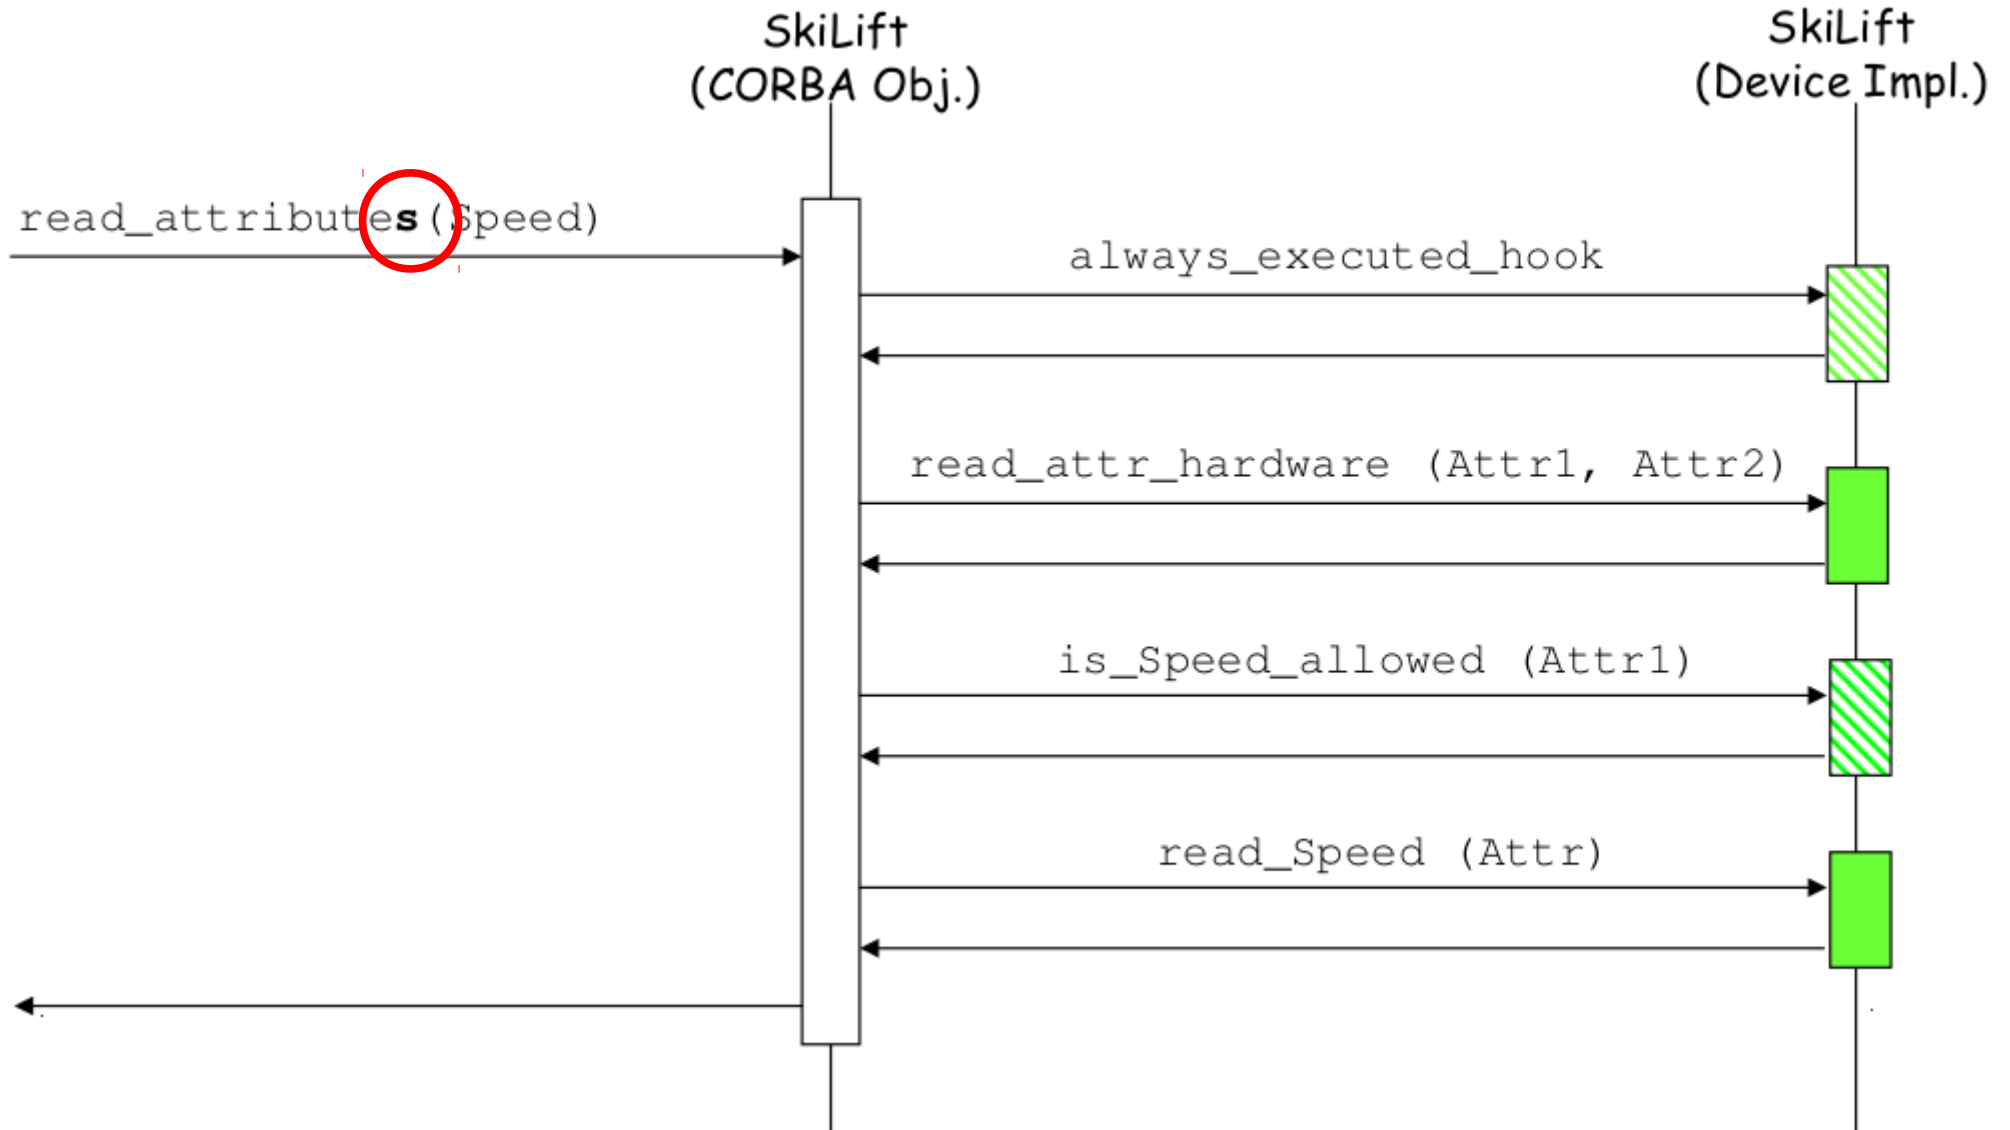 SkiLift
(CORBA Obj.)
SkiLift
(Device Impl.)
read_attributes(Speed)
always_executed_hook
read_attr_hardware (Attr1, Attr2)
is_Speed_allowed (Attr1)
read_Speed (Attr)